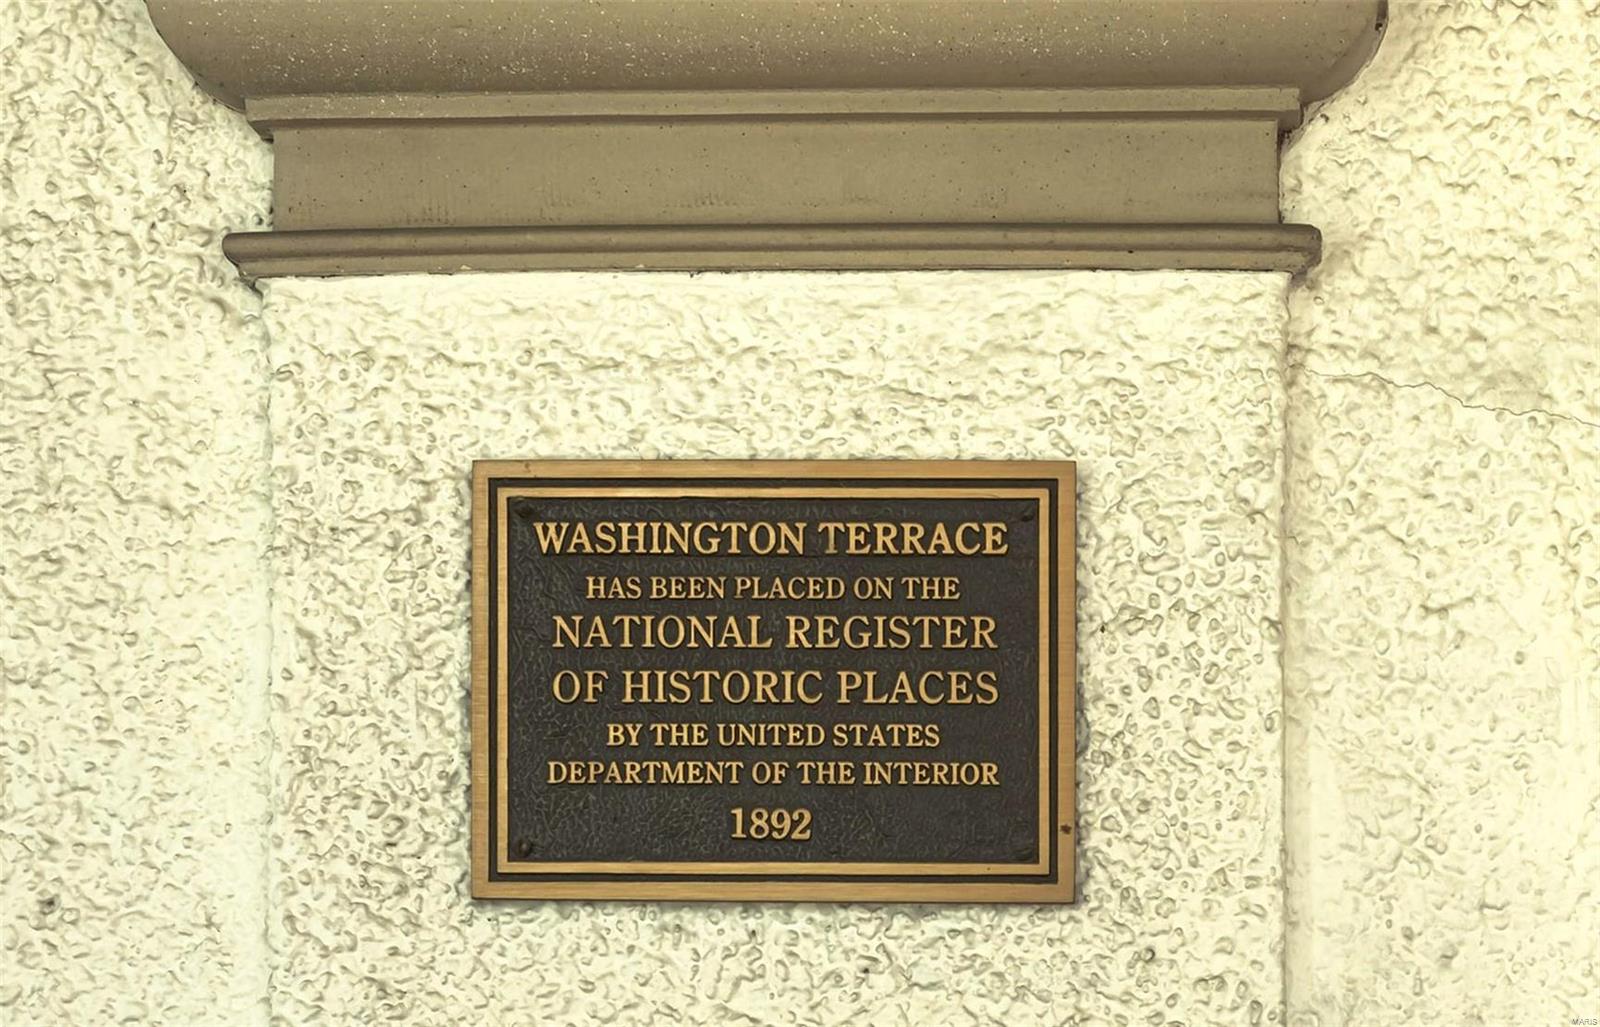 WASHINGTON TERRACE
HAS BEEN PLACED ON THE
NATIONAL REGISTER
OF HISTORIC PLACES
BY THE UNITED STATES
DEPARTMENT OF THE INTERIOR
1892
MARIS